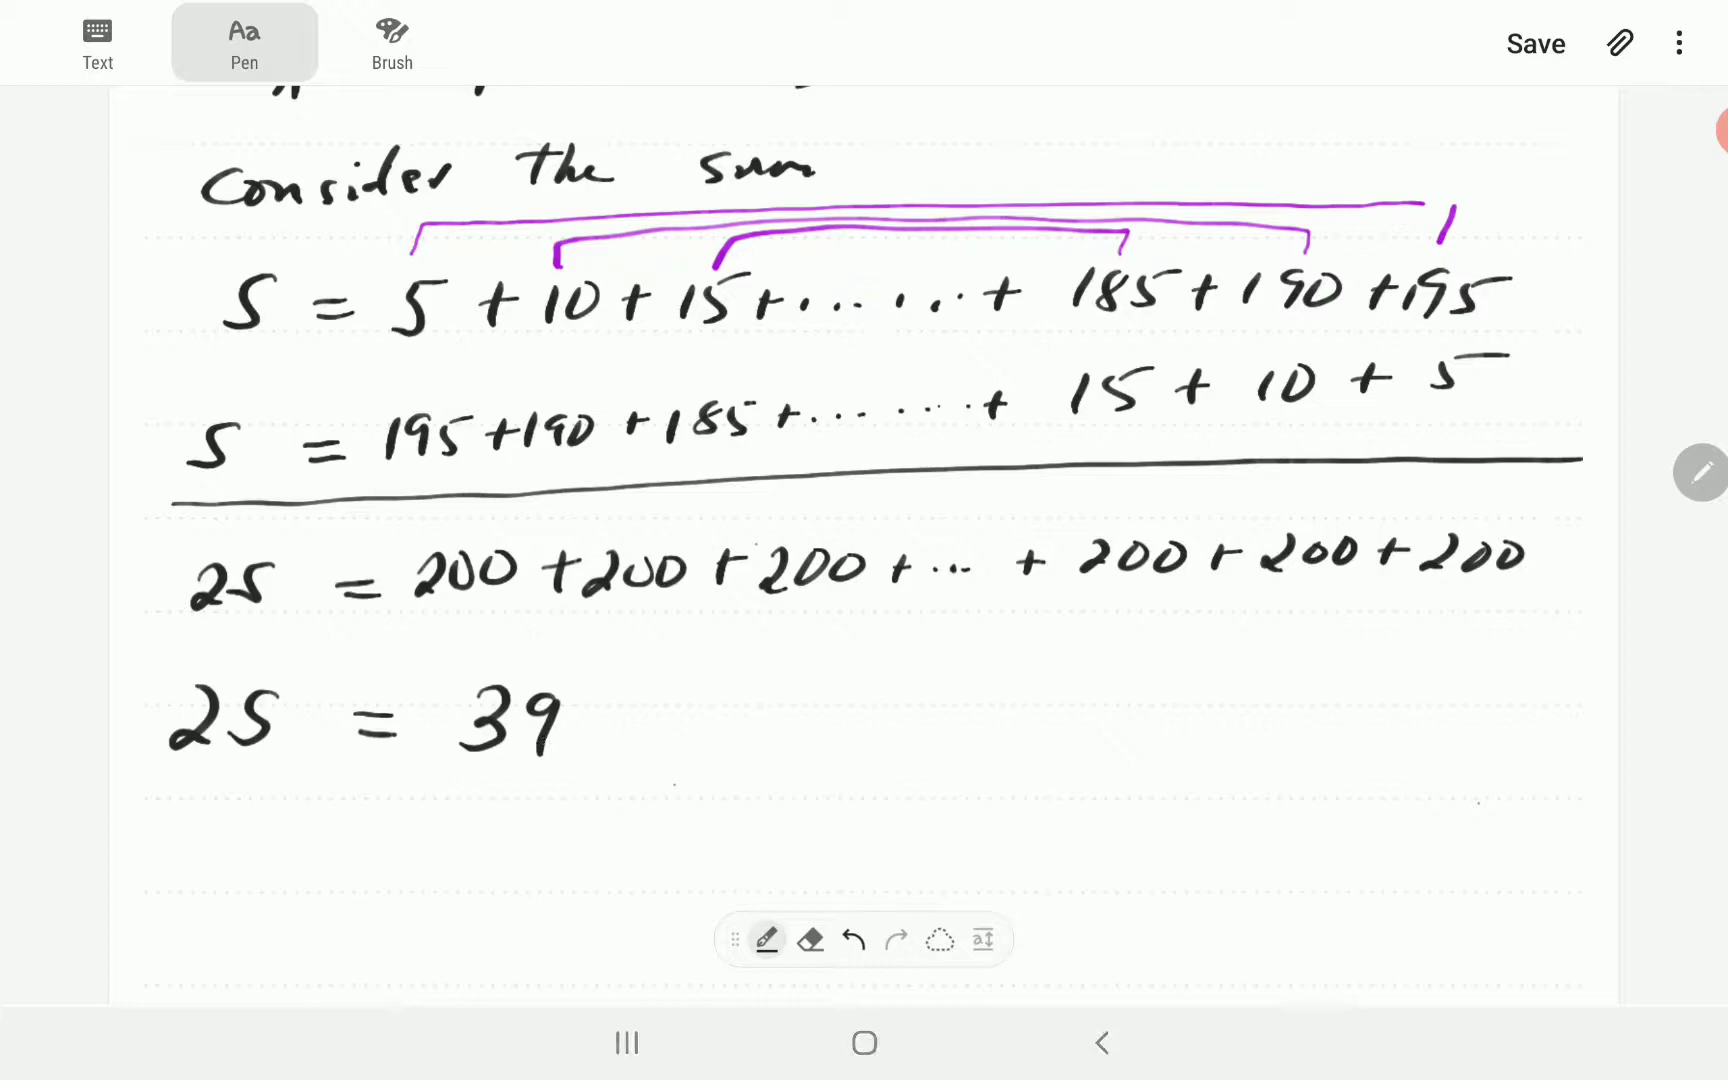 Text
Aa
Pen
Brush
Save
Consider the sum
S = 5 + 10 + 15 + ...... + 185 + 190 + 195
S = 195 + 190 + 185 + ....... + 15 + 10 + 5
2S = 200 + 200 + 200 + ... + 200 + 200 + 200
2S = 39